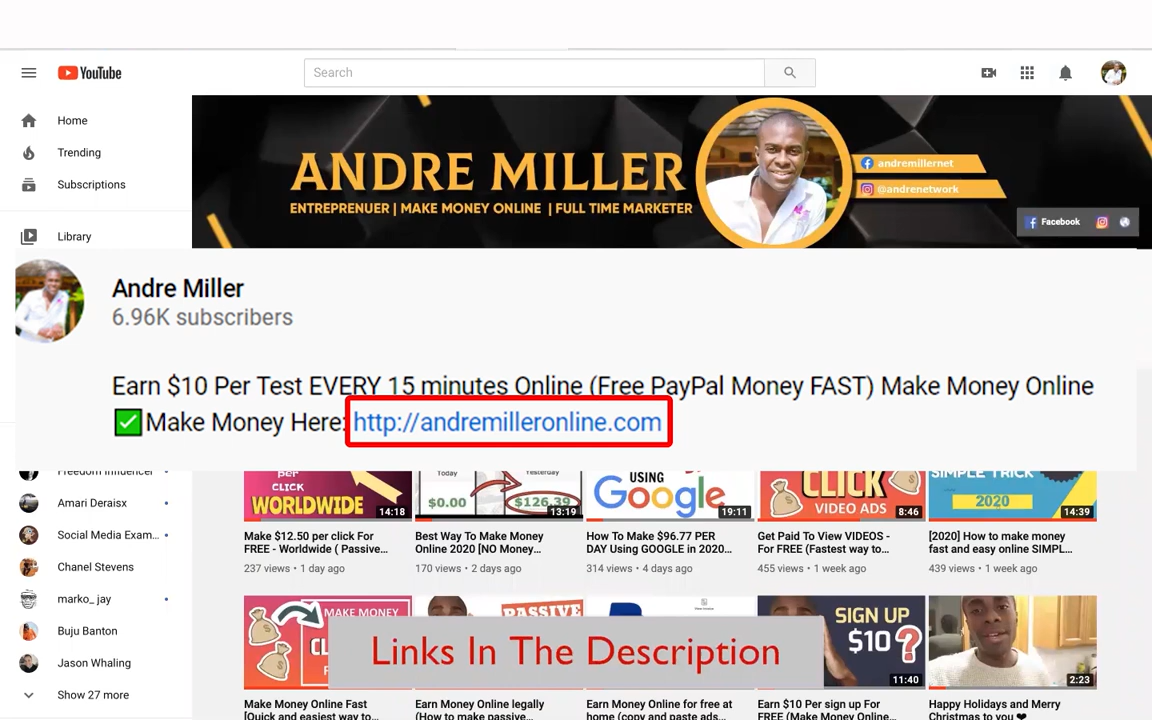 YouTube
Search
Home
Trending
Subscriptions
Library
ANDRE MILLER
ENTREPRENUER | MAKE MONEY ONLINE | FULL TIME MARKETER
andremillernet
@andrenetwork
Facebook
Andre Miller
6.96K subscribers
Earn $10 Per Test EVERY 15 minutes Online (Free PayPal Money FAST) Make Money Online
Make Money Here: http://andremilleronline.com
Freedom Influencer
Amari Deraisx
Social Media Exam...
Chanel Stevens
marko_ jay
Buju Banton
Jason Whaling
Show 27 more
per
CLICK
WORLDWIDE
14:18
Today
Yesterday
$0.00
$126.39
13:19
USING
Google
19:11
CLICK
VIDEO ADS
8:46
SIMPLE TRICK
2020
14:39
Make $12.50 per click For
FREE - Worldwide ( Passive...
237 views • 1 day ago
Best Way To Make Money
Online 2020 [NO Money...
170 views • 2 days ago
How To Make $96.77 PER
DAY Using GOOGLE in 2020...
314 views • 4 days ago
Get Paid To View VIDEOS -
For FREE (Fastest way to...
455 views • 1 week ago
[2020] How to make money
fast and easy online SIMPL...
439 views • 1 week ago
MAKE MONEY
PASSIVE
SIGN UP
$10?
11:40
2:23
Links In The Description
Make Money Online Fast
[Quick and easiest way to...
Earn Money Online legally
(How to make passive...
Earn Money Online for free at
home (copy and paste ads...
Earn $10 Per Sign up For
FREE (Make Money Online...
Happy Holidays and Merry
Christmas to you ❤